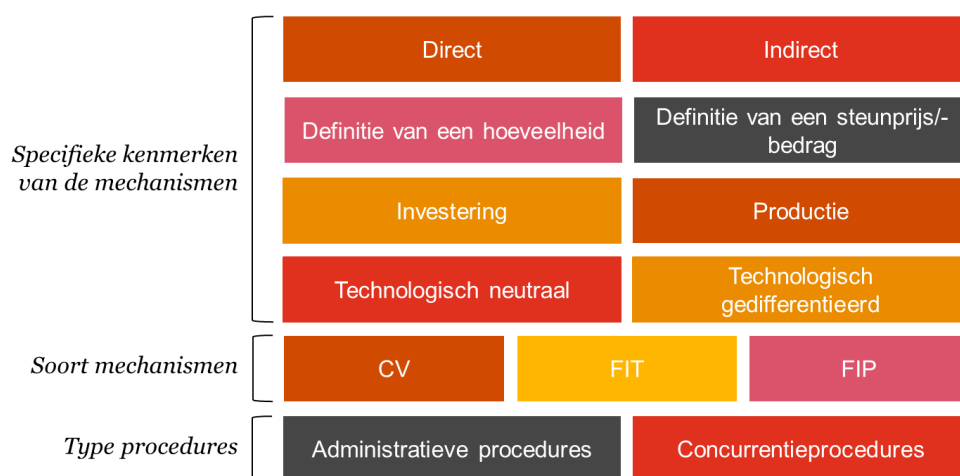 Specifieke kenmerken
van de mechanismen
Direct
Indirect
Definitie van een hoeveelheid
Definitie van een steunprijs/-
bedrag
Investering
Productie
Technologisch neutraal
Technologisch
gedifferentieerd
Soort mechanismen
CV
FIT
FIP
Type procedures
Administratieve procedures
Concurrentieprocedures